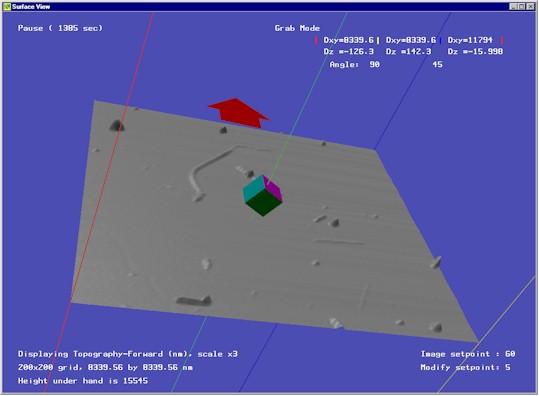 Surface View
Pause ( 1385 sec)
Grab Mode
Dxy=8339.6 Dxy=8339.6 Dxy=11794
Dz =-126.3 Dz =142.3 Dz =-15.998
Angle: 90 45
Displaying Topography-Forward (nm), scale x3
200x200 grid, 8339.56 by 8339.56 nm
Height under hand is 15545
Image setpoint : 60
Modify setpoint: 5